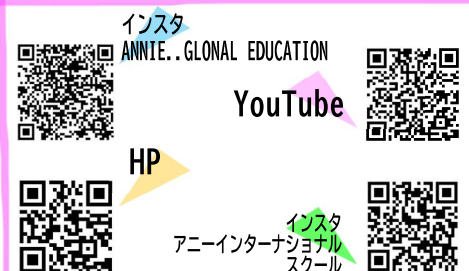 インスタ
ANNIE..GLONAL EDUCATION
YouTube
HP
インスタ
アニーインターナショナル
スクール